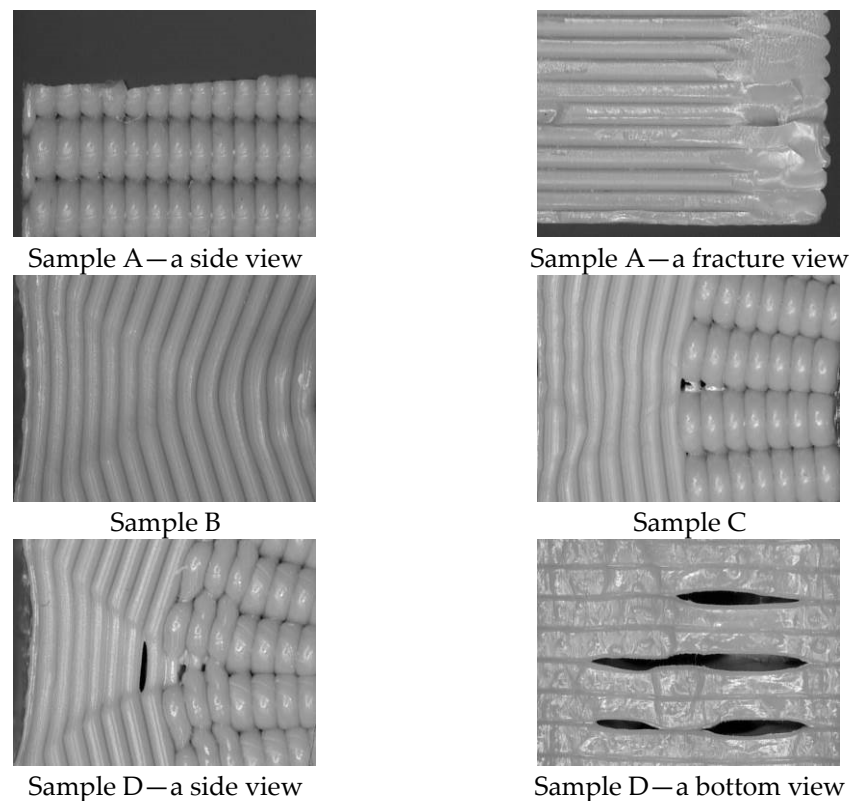 Sample A—a side view
Sample A—a fracture view
Sample B
Sample C
Sample D—a side view
Sample D—a bottom view